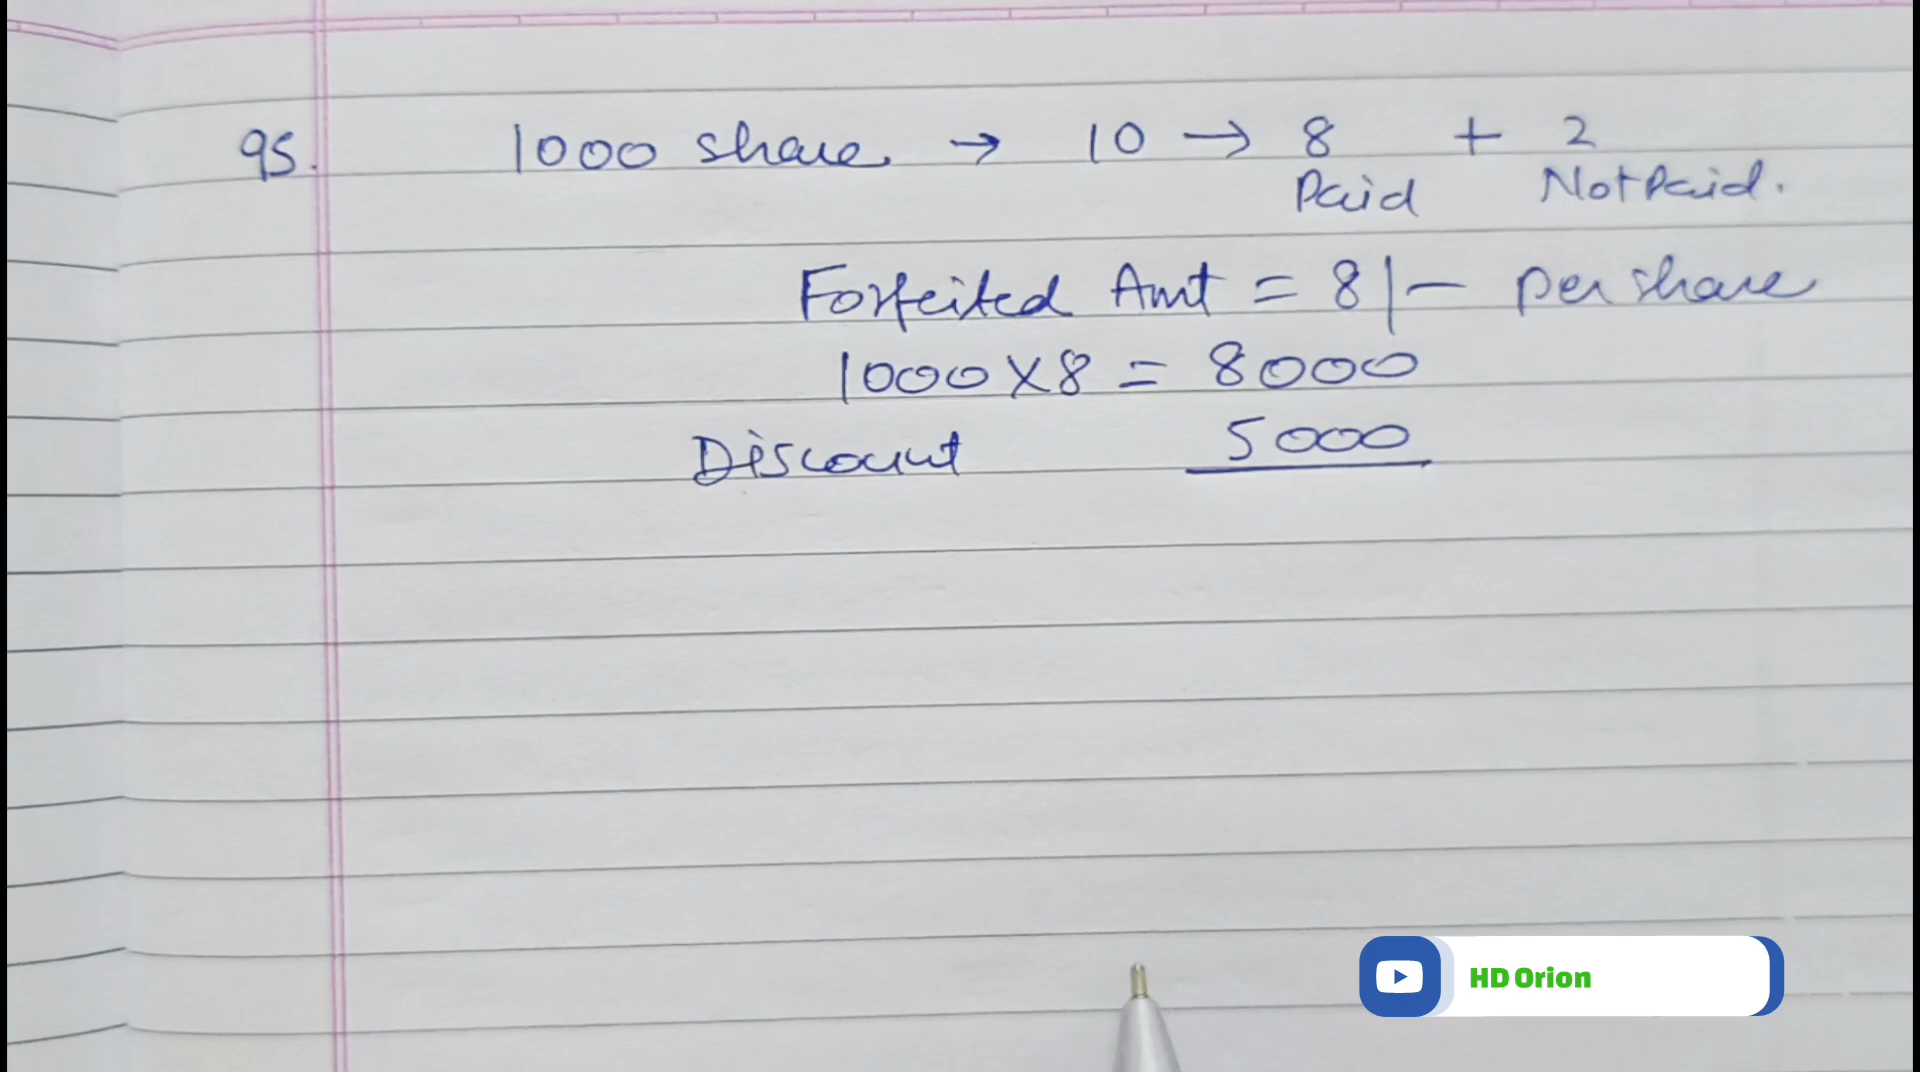 95. 1000 share → 10 → 8 + 2
Paid Not Paid.
Forfeited Amt = 8/- per share
1000 X 8 = 8000
Discount 5000
HD Orion